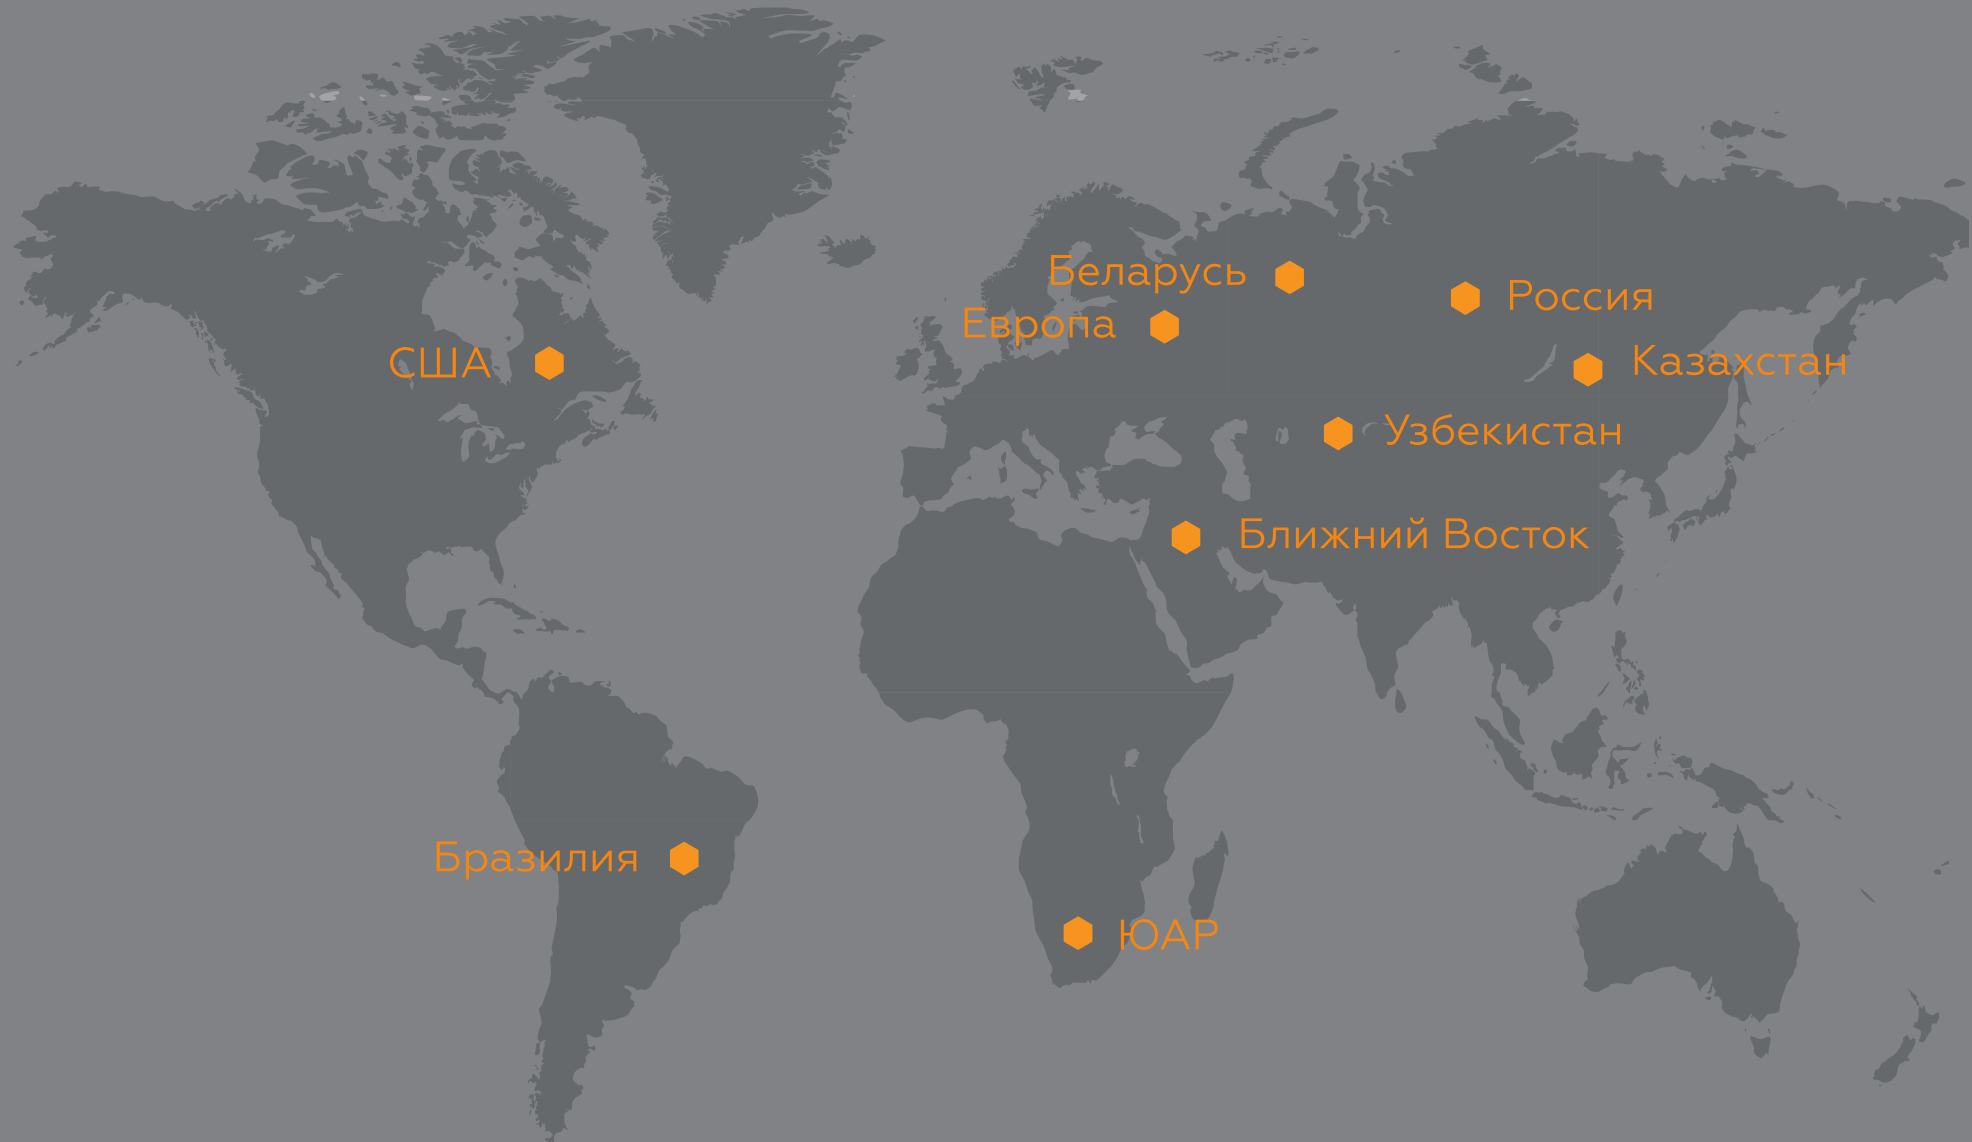 Беларусь
Россия
Европа
США
Казахстан
Узбекистан
Ближний Восток
Бразилия
ЮАР